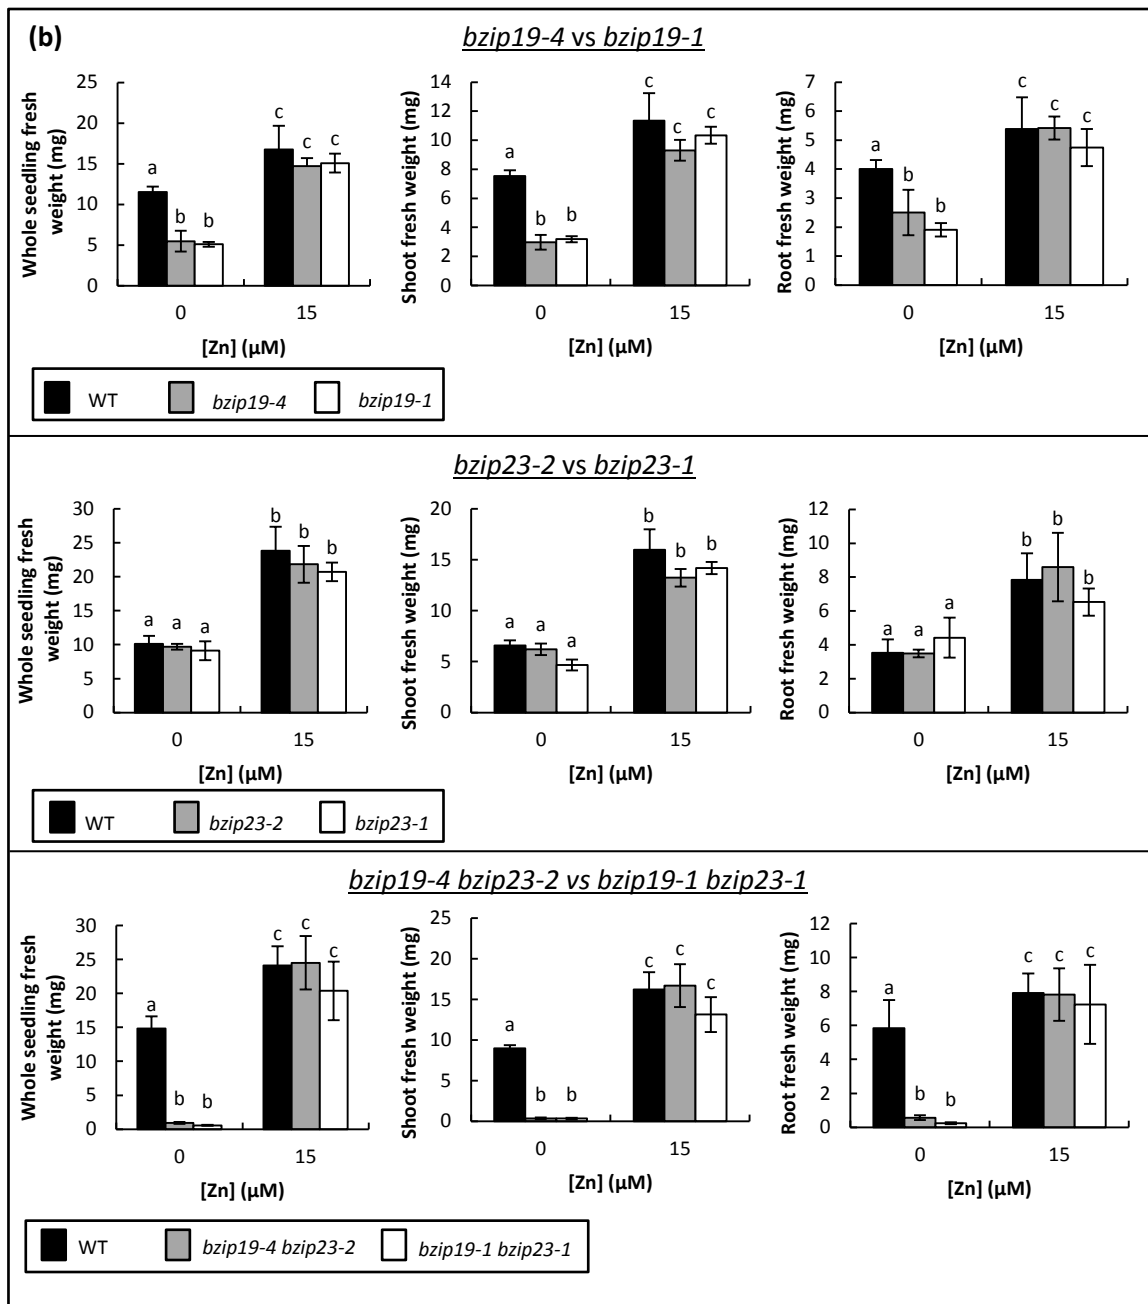 (b)
bzip19-4 vs bzip19-1
Whole seedling fresh
weight (mg)
25
20
15
10
5
0
a
b
b
c
c
c
0
15
[Zn] (µM)
Shoot fresh weight (mg)
14
12
10
8
6
4
2
0
a
b
b
c
c
c
0
15
[Zn] (µM)
Root fresh weight (mg)
7
6
5
4
3
2
1
0
a
b
b
c
c
c
0
15
[Zn] (µM)
WT
bzip19-4
bzip19-1
bzip23-2 vs bzip23-1
Whole seedling fresh
weight (mg)
30
25
20
15
10
5
0
a
a
a
b
b
b
0
15
[Zn] (µM)
Shoot fresh weight (mg)
20
15
10
5
0
a
a
a
b
b
b
0
15
[Zn] (µM)
Root fresh weight (mg)
12
10
8
6
4
2
0
a
a
a
b
b
b
0
15
[Zn] (µM)
WT
bzip23-2
bzip23-1
bzip19-4 bzip23-2 vs bzip19-1 bzip23-1
Whole seedling fresh
weight (mg)
30
25
20
15
10
5
0
a
b
b
c
c
c
0
15
[Zn] (µM)
Shoot fresh weight (mg)
25
20
15
10
5
0
a
b
b
c
c
c
0
15
[Zn] (µM)
Root fresh weight (mg)
12
10
8
6
4
2
0
a
b
b
c
c
c
0
15
[Zn] (µM)
WT
bzip19-4 bzip23-2
bzip19-1 bzip23-1